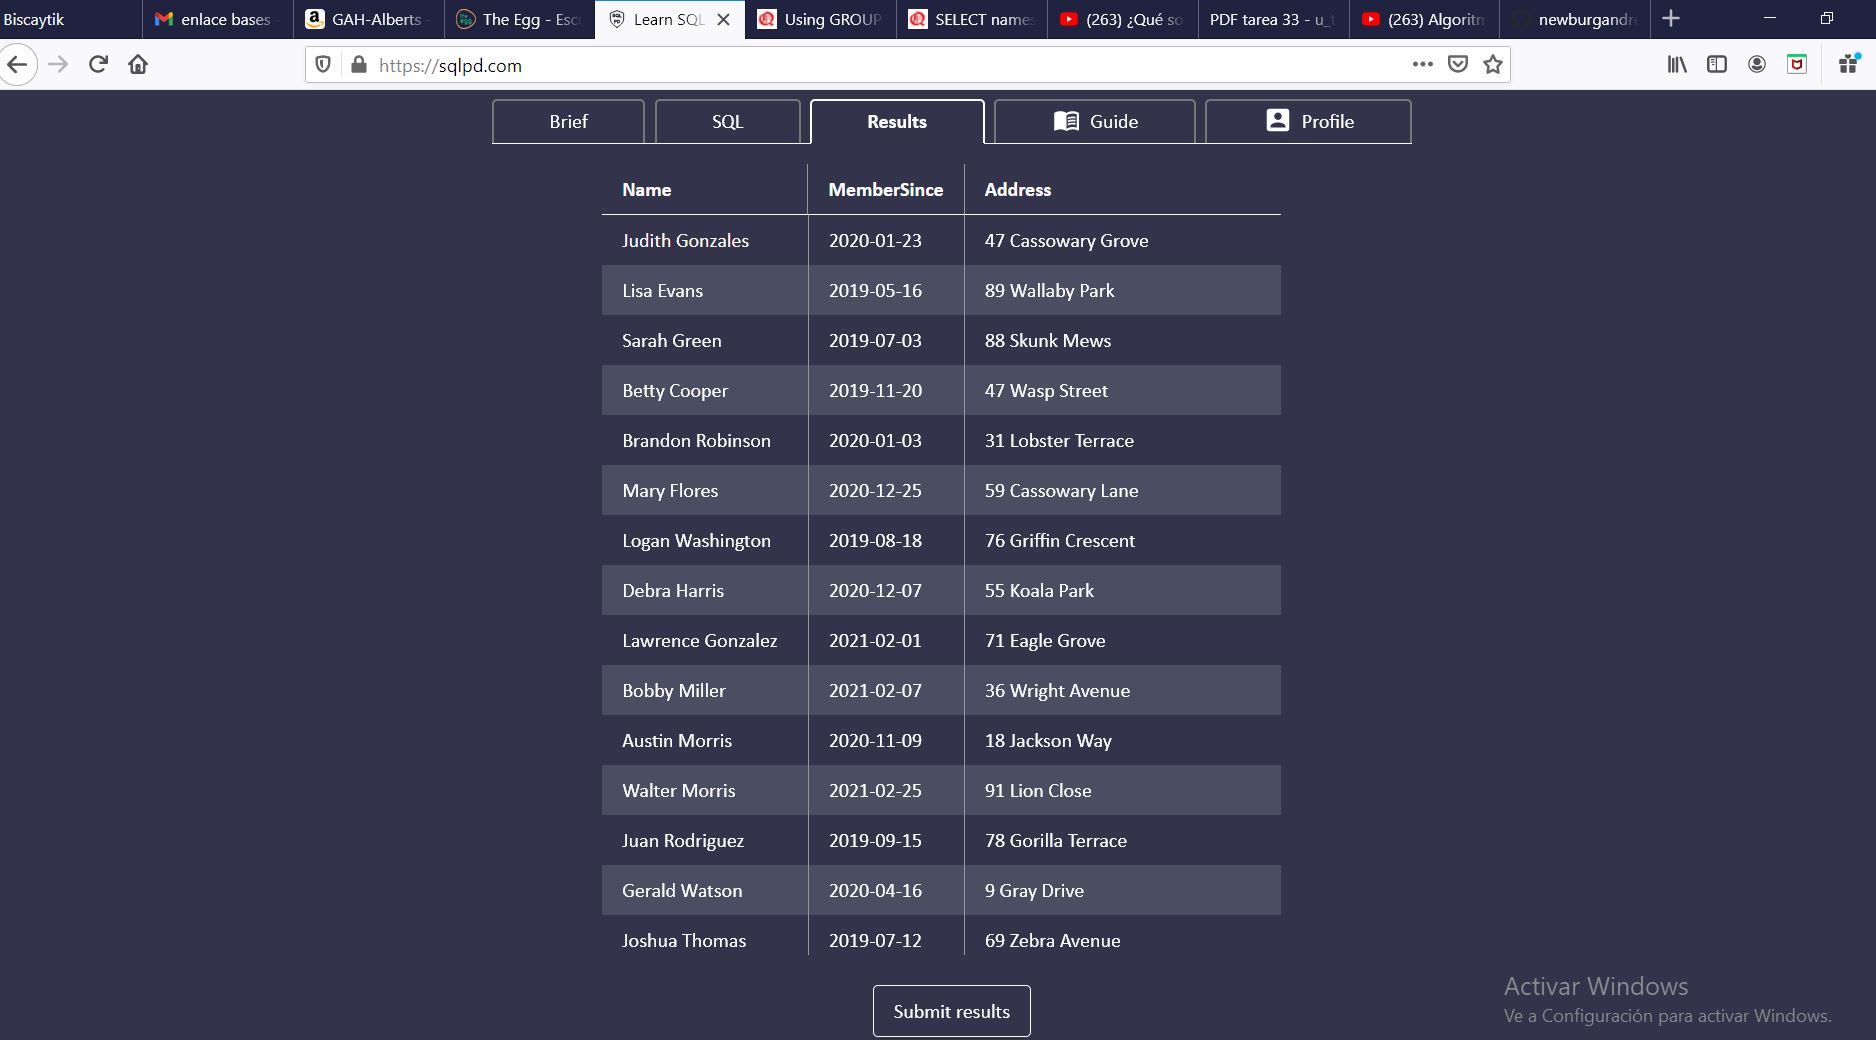 Biscaytik
enlace bases
GAH-Alberts -
The Egg - Escu
Learn SQL
Using GROUP
SELECT names
(263) ¿Qué so
PDF tarea 33 - u_t
(263) Algoritm
newburgandre
https://sqlpd.com
Brief
SQL
Results
Guide
Profile
Name MemberSince Address
Judith Gonzales 2020-01-23 47 Cassowary Grove
Lisa Evans 2019-05-16 89 Wallaby Park
Sarah Green 2019-07-03 88 Skunk Mews
Betty Cooper 2019-11-20 47 Wasp Street
Brandon Robinson 2020-01-03 31 Lobster Terrace
Mary Flores 2020-12-25 59 Cassowary Lane
Logan Washington 2019-08-18 76 Griffin Crescent
Debra Harris 2020-12-07 55 Koala Park
Lawrence Gonzalez 2021-02-01 71 Eagle Grove
Bobby Miller 2021-02-07 36 Wright Avenue
Austin Morris 2020-11-09 18 Jackson Way
Walter Morris 2021-02-25 91 Lion Close
Juan Rodriguez 2019-09-15 78 Gorilla Terrace
Gerald Watson 2020-04-16 9 Gray Drive
Joshua Thomas 2019-07-12 69 Zebra Avenue
Submit results
Activar Windows
Ve a Configuración para activar Windows.